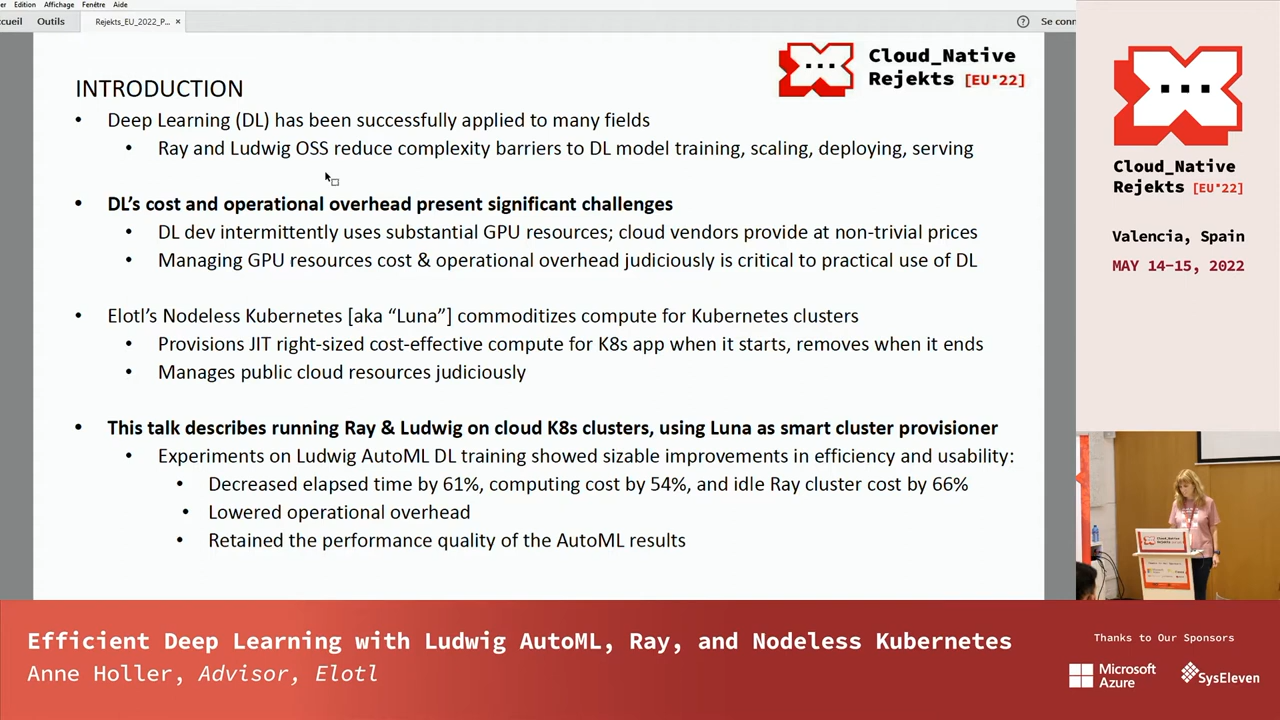 er Edition Affichage Fenêtre Aide
ccueil Outils Rejekts_EU_2022_P... × ? Se conn
Cloud_Native
Rejekts [EU*22]
INTRODUCTION
• Deep Learning (DL) has been successfully applied to many fields
• Ray and Ludwig OSS reduce complexity barriers to DL model training, scaling, deploying, serving
• DL’s cost and operational overhead present significant challenges
• DL dev intermittently uses substantial GPU resources; cloud vendors provide at non-trivial prices
• Managing GPU resources cost & operational overhead judiciously is critical to practical use of DL
• Elotl’s Nodeless Kubernetes [aka “Luna”] commoditizes compute for Kubernetes clusters
• Provisions JIT right-sized cost-effective compute for K8s app when it starts, removes when it ends
• Manages public cloud resources judiciously
• This talk describes running Ray & Ludwig on cloud K8s clusters, using Luna as smart cluster provisioner
• Experiments on Ludwig AutoML DL training showed sizable improvements in efficiency and usability:
• Decreased elapsed time by 61%, computing cost by 54%, and idle Ray cluster cost by 66%
• Lowered operational overhead
• Retained the performance quality of the AutoML results
Cloud_Native
Rejekts [EU*22]
Valencia, Spain
MAY 14-15, 2022
Efficient Deep Learning with Ludwig AutoML, Ray, and Nodeless Kubernetes
Anne Holler, Advisor, Elotl
Thanks to Our Sponsors
Microsoft
Azure
SysEleven